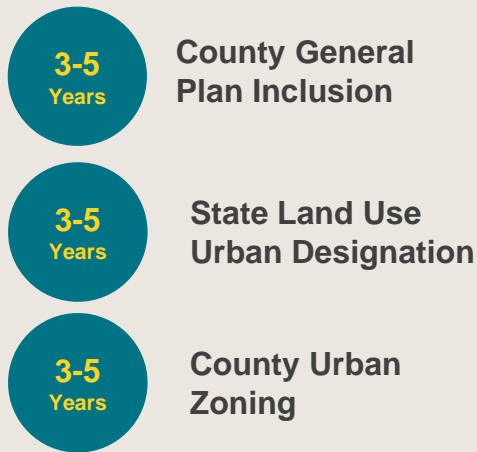 3-5
Years
County General
Plan Inclusion
3-5
Years
State Land Use
Urban Designation
3-5
Years
County Urban
Zoning